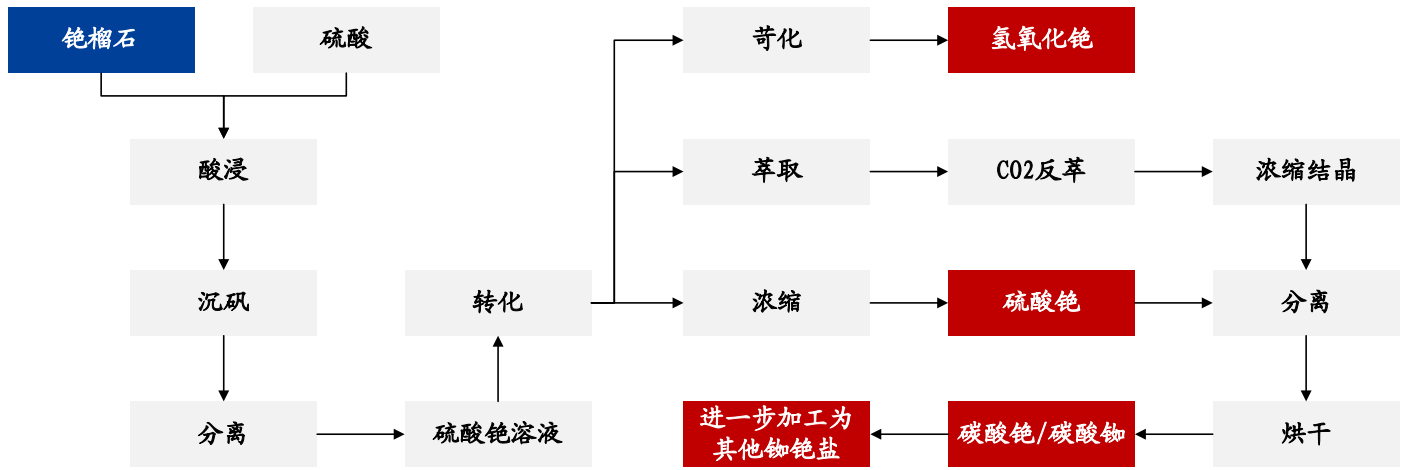 铯榴石
硫酸
苛化
氢氧化铯
酸浸
萃取
CO2反萃
浓缩结晶
沉矾
转化
浓缩
硫酸铯
分离
分离
硫酸铯溶液
进一步加工为
其他铷铯盐
碳酸铯/碳酸铷
烘干